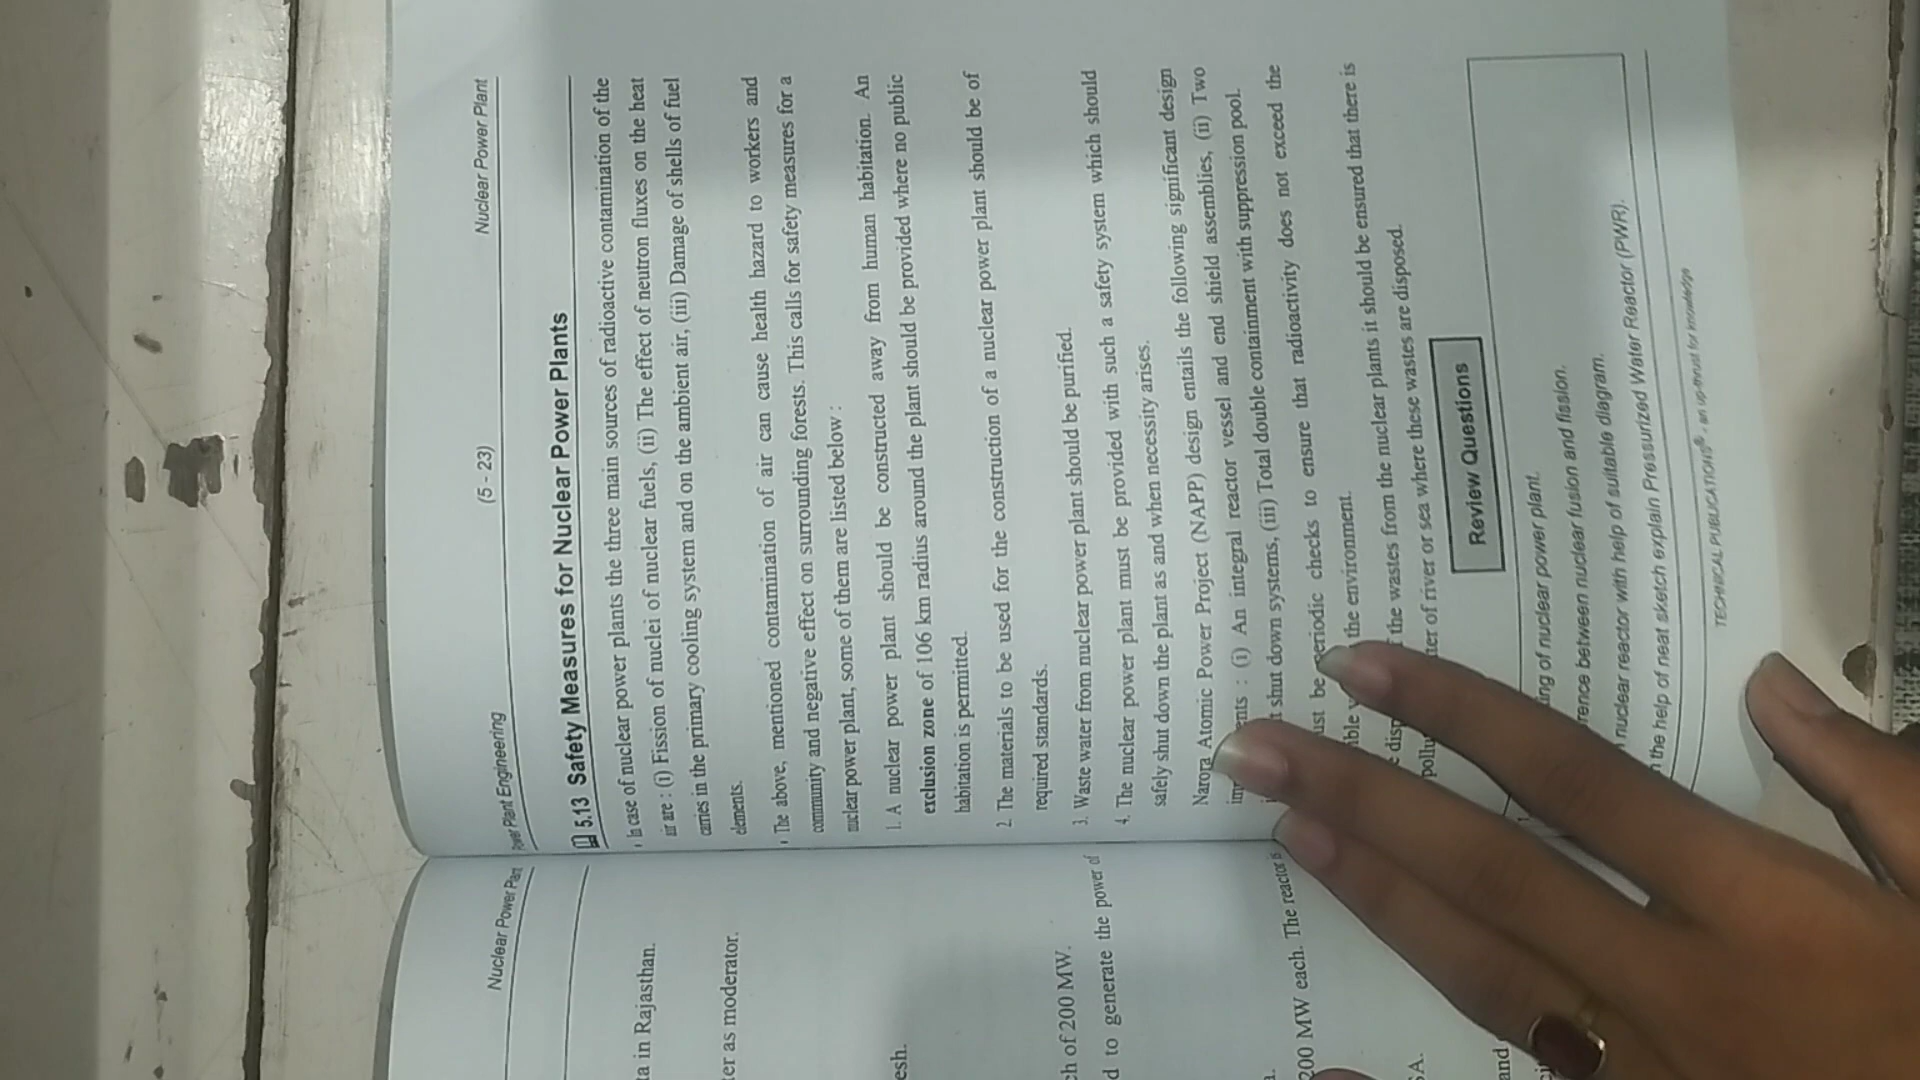 Nuclear Power Plant
ta in Rajasthan.
ter as moderator.
esh.
ch of 200 MW.
d to generate the power of
200 MW each. The reactor is
SA.
and
Power Plant Engineering (5 - 23) Nuclear Power Plant
5.13 Safety Measures for Nuclear Power Plants
• In case of nuclear power plants the three main sources of radioactive contamination of the
air are : (i) Fission of nuclei of nuclear fuels, (ii) The effect of neutron fluxes on the heat
carries in the primary cooling system and on the ambient air, (iii) Damage of shells of fuel
elements.
• The above, mentioned contamination of air can cause health hazard to workers and
community and negative effect on surrounding forests. This calls for safety measures for a
nuclear power plant, some of them are listed below :
1. A nuclear power plant should be constructed away from human habitation. An
exclusion zone of 106 km radius around the plant should be provided where no public
habitation is permitted.
2. The materials to be used for the construction of a nuclear power plant should be of
required standards.
3. Waste water from nuclear power plant should be purified.
4. The nuclear power plant must be provided with such a safety system which should
safely shut down the plant as and when necessity arises.
Narora Atomic Power Project (NAPP) design entails the following significant design
ents : (i) An integral reactor vessel and end shield assemblies, (ii) Two
t shut down systems, (iii) Total double containment with suppression pool.
ust be periodic checks to ensure that radioactivity does not exceed the
ible the environment.
e disp the wastes from the nuclear plants it should be ensured that there is
pollu ter of river or sea where these wastes are disposed.
Review Questions
1. ing of nuclear power plant.
rence between nuclear fusion and fission.
nuclear reactor with help of suitable diagram.
h the help of neat sketch explain Pressurized Water Reactor (PWR).
TECHNICAL PUBLICATIONS® - an up-thrust for knowledge